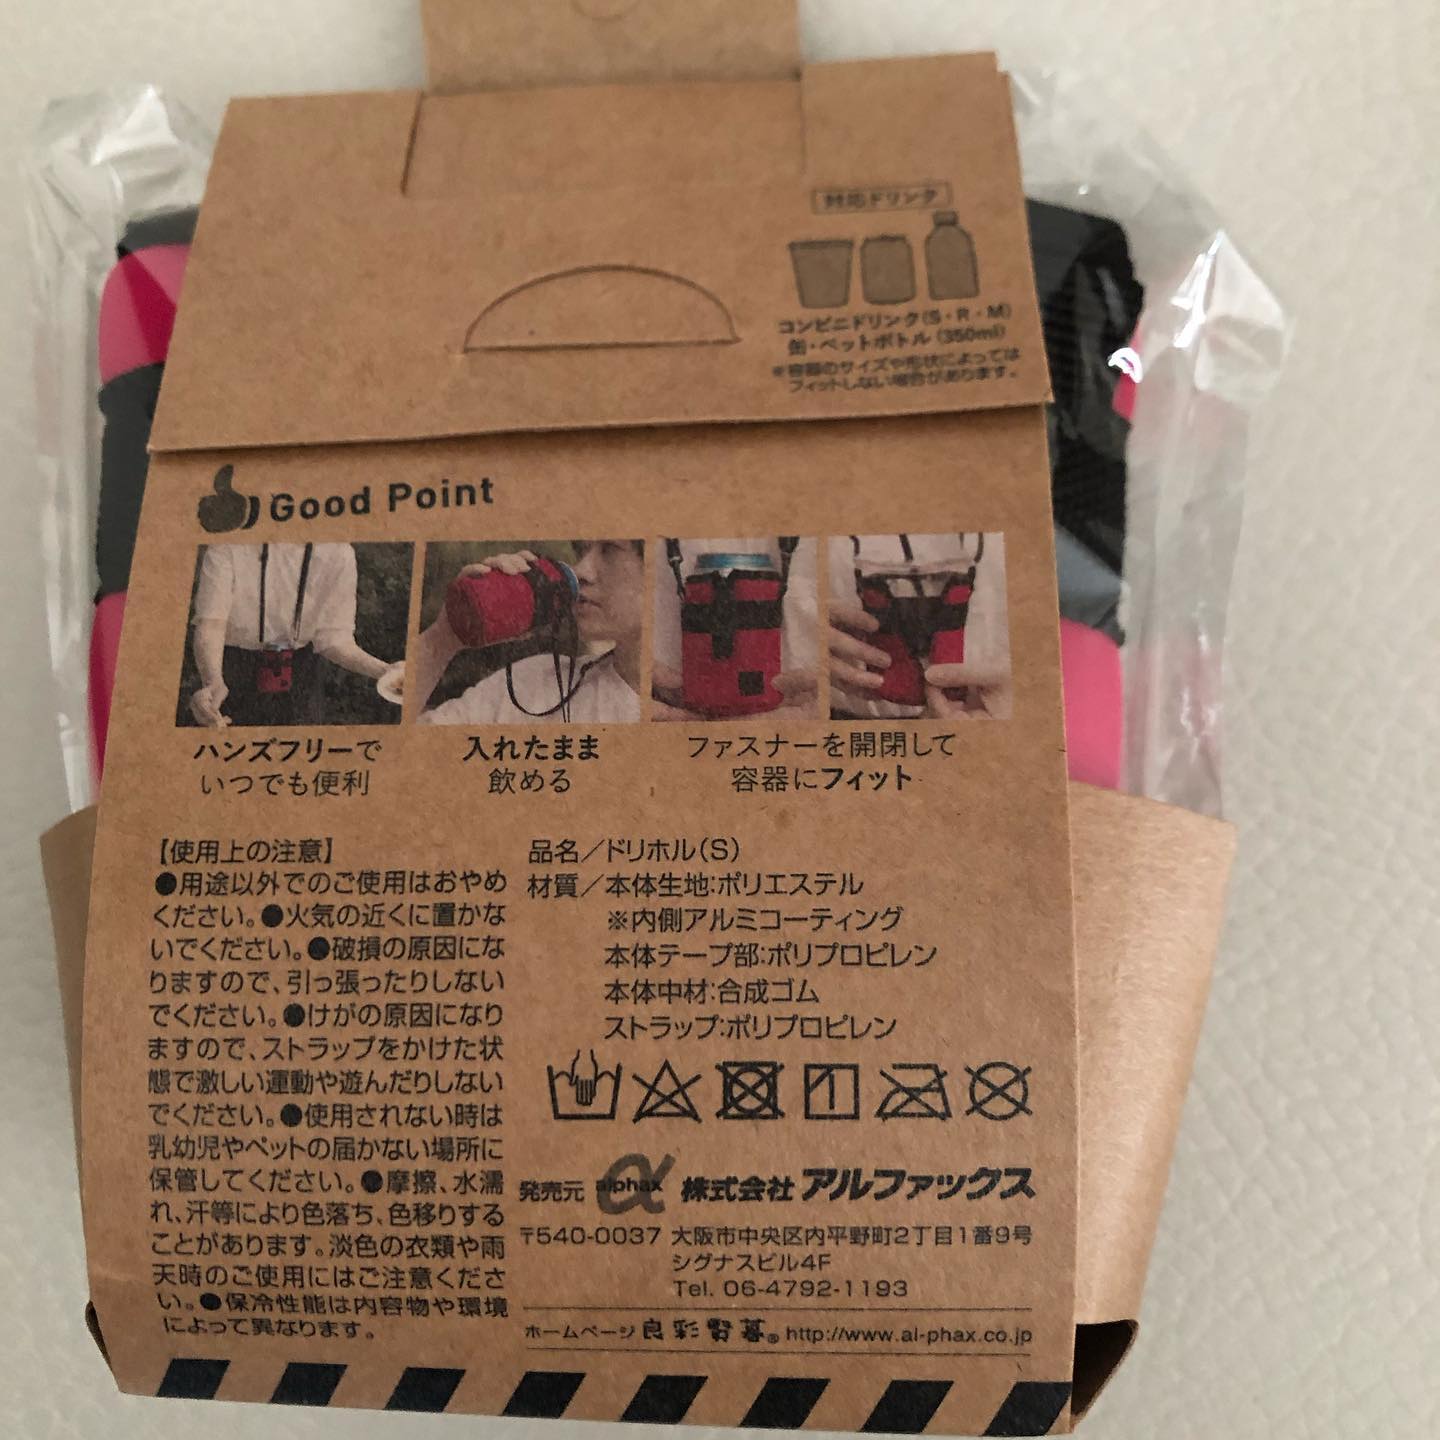 対応ドリンク
コンビニドリンク(S・R・M)
缶・ペットボトル(350ml)
※容器のサイズや形状によっては
フィットしない場合があります。
Good Point
ハンズフリーで
いつでも便利
入れたまま
飲める
ファスナーを開閉して
容器にフィット
【使用上の注意】
●用途以外でのご使用はおやめ
ください。●火気の近くに置かな
いでください。●破損の原因にな
りますので、引っ張ったりしない
でください。●けがの原因になり
ますので、ストラップをかけた状
態で激しい運動や遊んだりしない
でください。●使用されない時は
乳幼児やペットの届かない場所に
保管してください。●摩擦、水濡
れ、汗等により色落ち、色移りする
ことがあります。淡色の衣類や雨
天時のご使用にはご注意くださ
い。●保冷性能は内容物や環境
によって異なります。
品名／ドリホル(S)
材質／本体生地:ポリエステル
※内側アルミコーティング
本体テープ部:ポリプロピレン
本体中材:合成ゴム
ストラップ:ポリプロピレン
発売元 alphax 株式会社アルファックス
〒540-0037 大阪市中央区内平野町2丁目1番9号
シグナスビル4F
Tel. 06-4792-1193
ホームページ 良彩賢暮® http://www.al-phax.co.jp